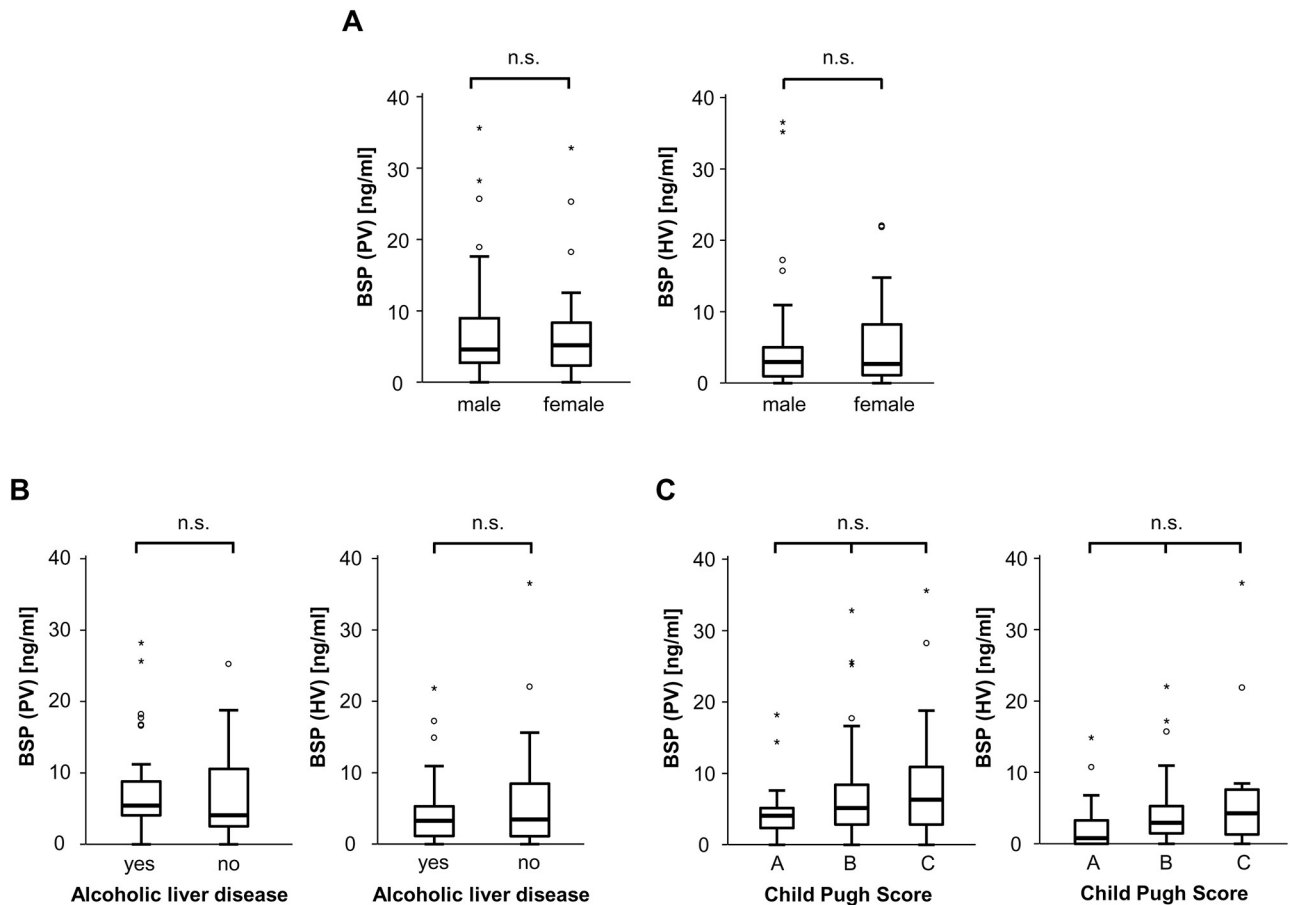 A
n.s.
BSP (PV) [ng/ml]
40
30
20
10
0
male female
n.s.
BSP (HV) [ng/ml]
40
30
20
10
0
male female
B
n.s.
BSP (PV) [ng/ml]
40
30
20
10
0
yes no
Alcoholic liver disease
n.s.
BSP (HV) [ng/ml]
40
30
20
10
0
yes no
Alcoholic liver disease
C
n.s.
BSP (PV) [ng/ml]
40
30
20
10
0
A B C
Child Pugh Score
n.s.
BSP (HV) [ng/ml]
40
30
20
10
0
A B C
Child Pugh Score